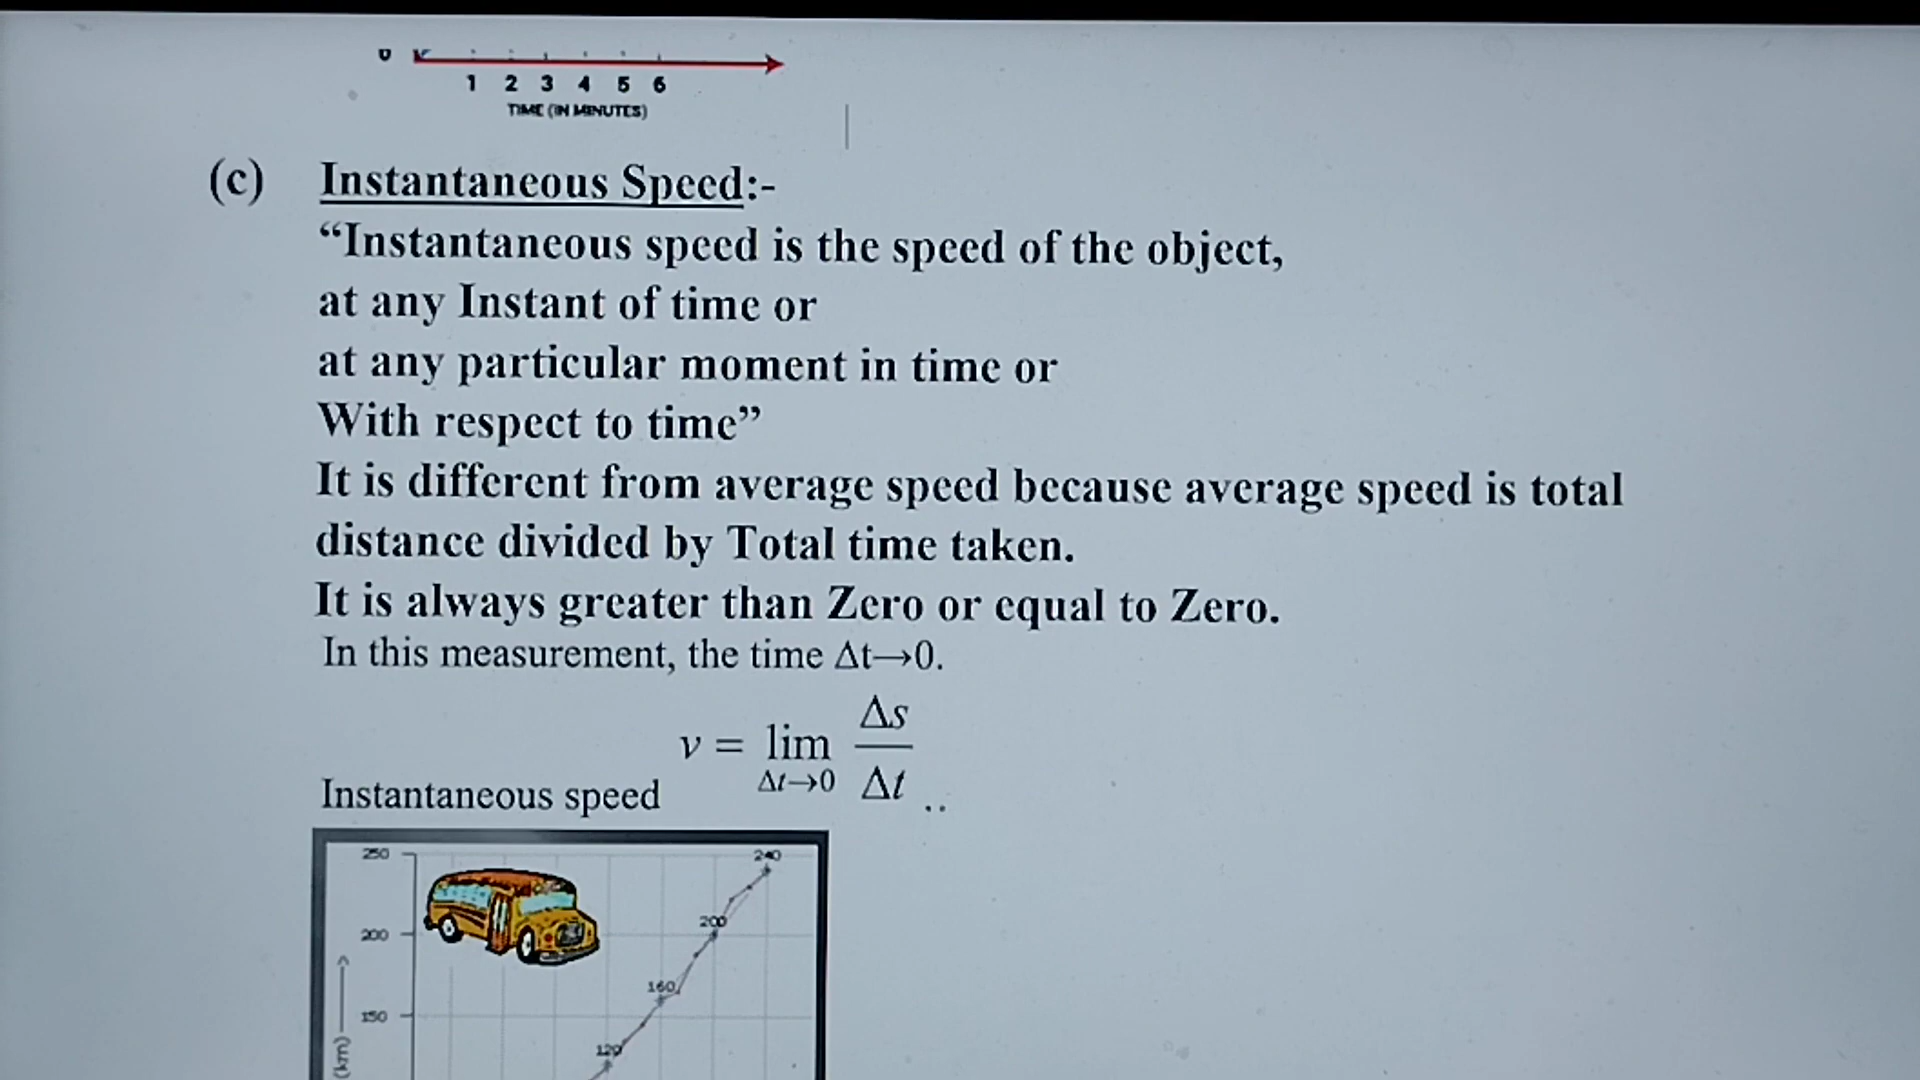 0
1 2 3 4 5 6
TIME (IN MINUTES)
(c) Instantaneous Speed:-
“Instantaneous speed is the speed of the object,
at any Instant of time or
at any particular moment in time or
With respect to time”
It is different from average speed because average speed is total
distance divided by Total time taken.
It is always greater than Zero or equal to Zero.
In this measurement, the time Δt→0.
Instantaneous speed v = lim Δt→0 Δs/Δt ..
250
240
200
200
160
150
120
(km)